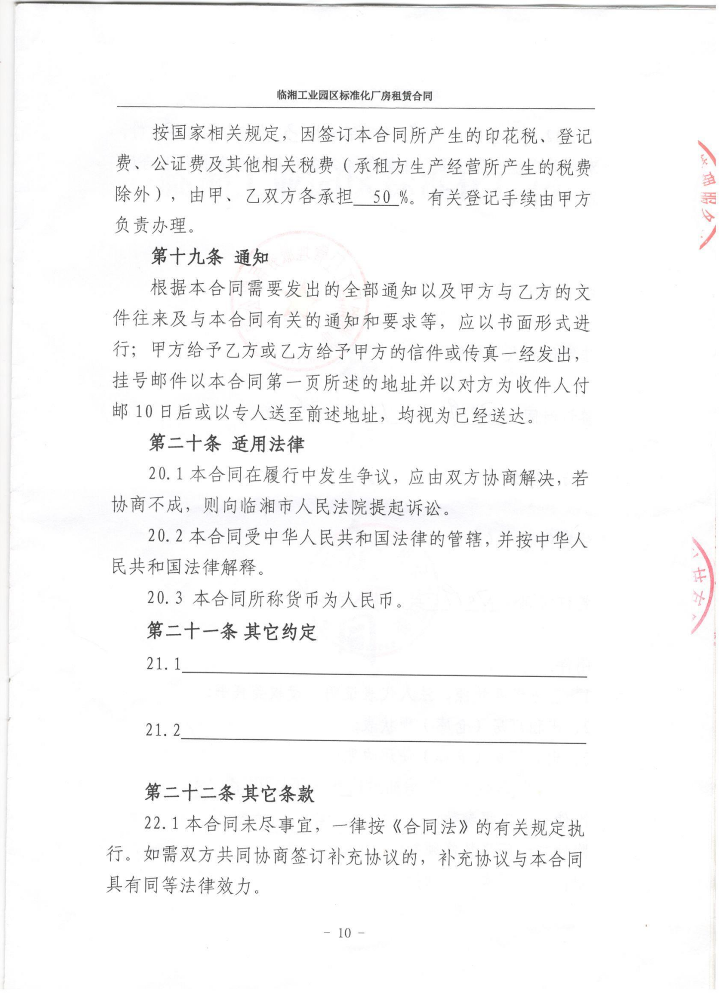 临湘工业园区标准化厂房租赁合同
按国家相关规定，因签订本合同所产生的印花税、登记
费、公证费及其他相关税费（承租方生产经营所产生的税费
除外），由甲、乙双方各承担 50 %。有关登记手续由甲方
负责办理。
第十九条 通知
根据本合同需要发出的全部通知以及甲方与乙方的文
件往来及与本合同有关的通知和要求等，应以书面形式进
行；甲方给予乙方或乙方给予甲方的信件或传真一经发出，
挂号邮件以本合同第一页所述的地址并以对方为收件人付
邮 10 日后或以专人送至前述地址，均视为已经送达。
第二十条 适用法律
20.1 本合同在履行中发生争议，应由双方协商解决，若
协商不成，则向临湘市人民法院提起诉讼。
20.2 本合同受中华人民共和国法律的管辖，并按中华人
民共和国法律解释。
20.3 本合同所称货币为人民币。
第二十一条 其它约定
21.1
21.2
第二十二条 其它条款
22.1 本合同未尽事宜，一律按《合同法》的有关规定执
行。如需双方共同协商签订补充协议的，补充协议与本合同
具有同等法律效力。
- 10 -